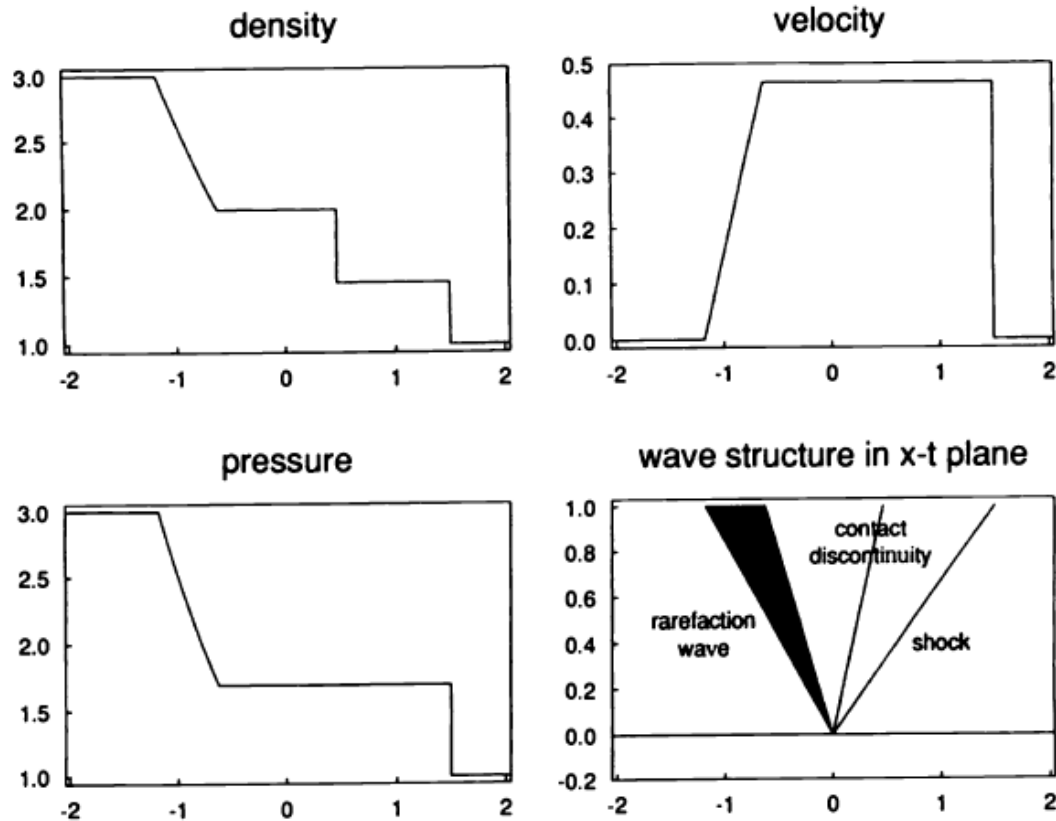 density
3.0
2.5
2.0
1.5
1.0
-2 -1 0 1 2
velocity
0.5
0.4
0.3
0.2
0.1
0.0
-2 -1 0 1 2
pressure
3.0
2.5
2.0
1.5
1.0
-2 -1 0 1 2
wave structure in x-t plane
1.0
0.8
0.6
0.4
0.2
0.0
-0.2
contact
discontinuity
rarefaction
wave
shock
-2 -1 0 1 2